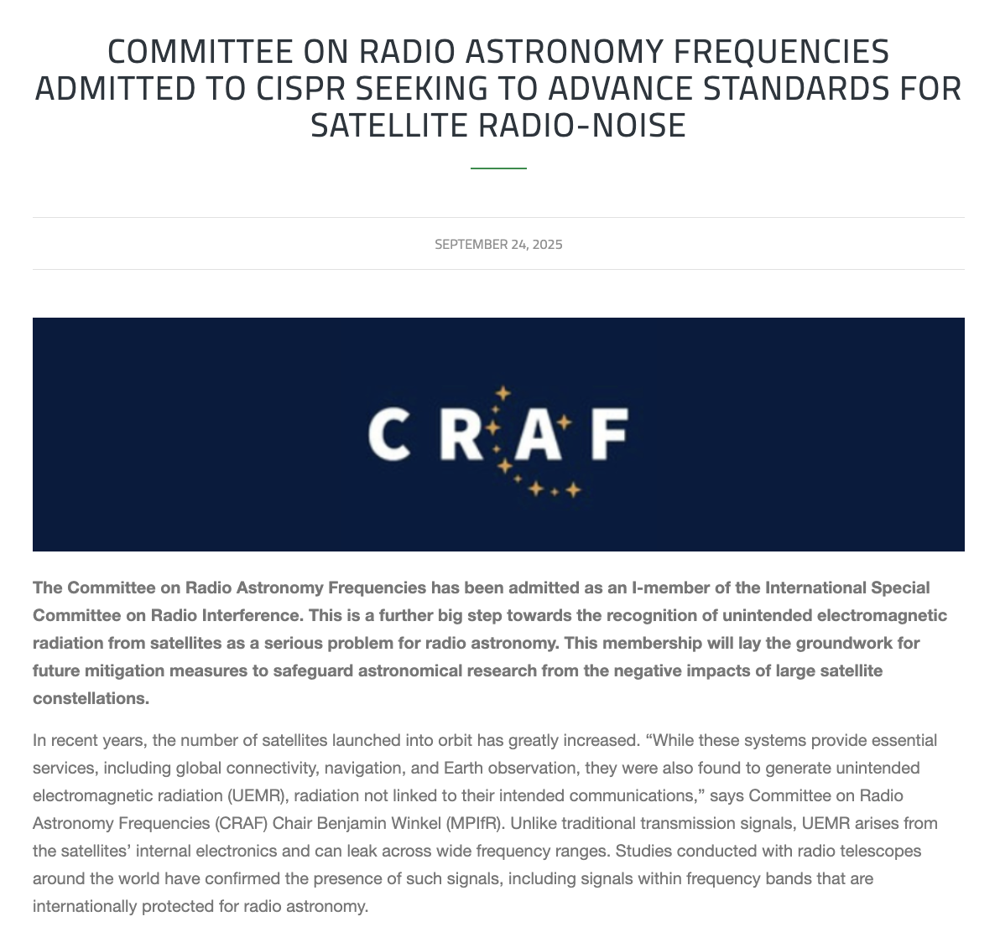 COMMITTEE ON RADIO ASTRONOMY FREQUENCIES
ADMITTED TO CISPR SEEKING TO ADVANCE STANDARDS FOR
SATELLITE RADIO-NOISE
SEPTEMBER 24, 2025
CRAF
The Committee on Radio Astronomy Frequencies has been admitted as an I-member of the International Special
Committee on Radio Interference. This is a further big step towards the recognition of unintended electromagnetic
radiation from satellites as a serious problem for radio astronomy. This membership will lay the groundwork for
future mitigation measures to safeguard astronomical research from the negative impacts of large satellite
constellations.
In recent years, the number of satellites launched into orbit has greatly increased. “While these systems provide essential
services, including global connectivity, navigation, and Earth observation, they were also found to generate unintended
electromagnetic radiation (UEMR), radiation not linked to their intended communications,” says Committee on Radio
Astronomy Frequencies (CRAF) Chair Benjamin Winkel (MPIfR). Unlike traditional transmission signals, UEMR arises from
the satellites’ internal electronics and can leak across wide frequency ranges. Studies conducted with radio telescopes
around the world have confirmed the presence of such signals, including signals within frequency bands that are
internationally protected for radio astronomy.